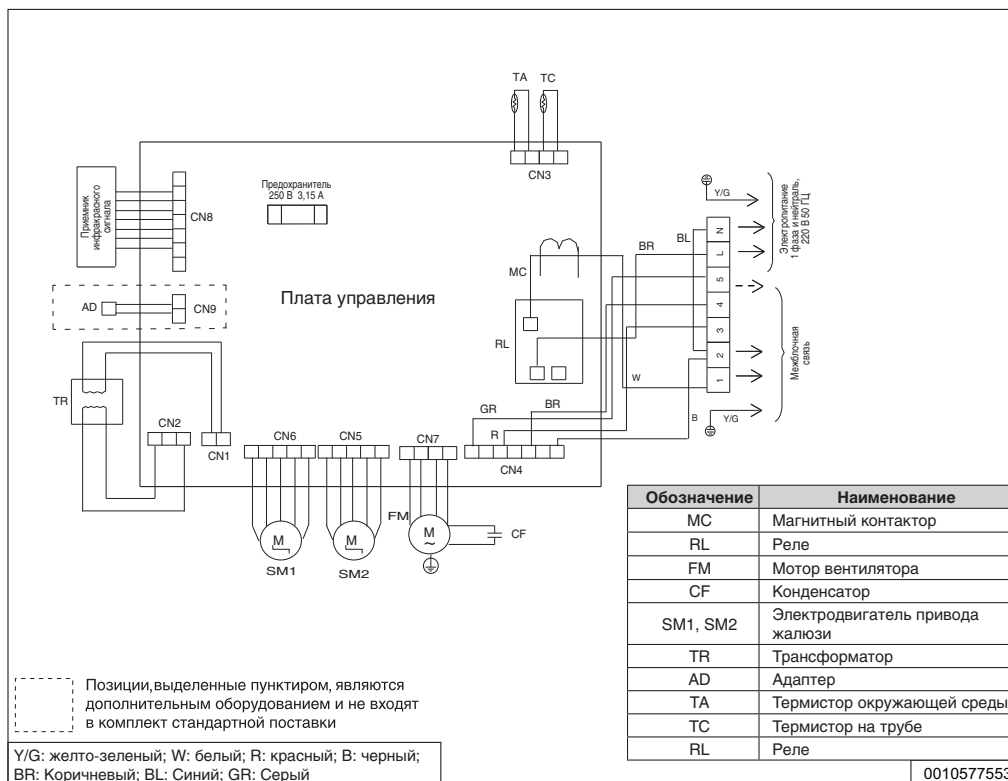 TA TC
CN3
Предохранитель
250 В 3,15 А
Приемник
инфракрасного
сигнала
CN8
Y/G
Электропитание
1 фаза и нейтраль,
220 В 50 ГЦ
BL
N
BR
L
MC
5
AD
CN9
Плата управления
4
RL
3
Межблочная
связь
2
TR
W
1
BR
GR
B
Y/G
CN2
R
CN1
CN6
CN5
CN7
CN4
FM
M
M
M
~
CF
SM1
SM2
Обозначение Наименование
MC Магнитный контактор
RL Реле
FM Мотор вентилятора
CF Конденсатор
SM1, SM2 Электродвигатель привода
жалюзи
TR Трансформатор
AD Адаптер
TA Термистор окружающей среды
TC Термистор на трубе
RL Реле
Позиции,выделенные пунктиром, являются
дополнительным оборудованием и не входят
в комплект стандартной поставки
Y/G: желто-зеленый; W: белый; R: красный; B: черный;
BR: Коричневый; BL: Синий; GR: Серый
0010577553